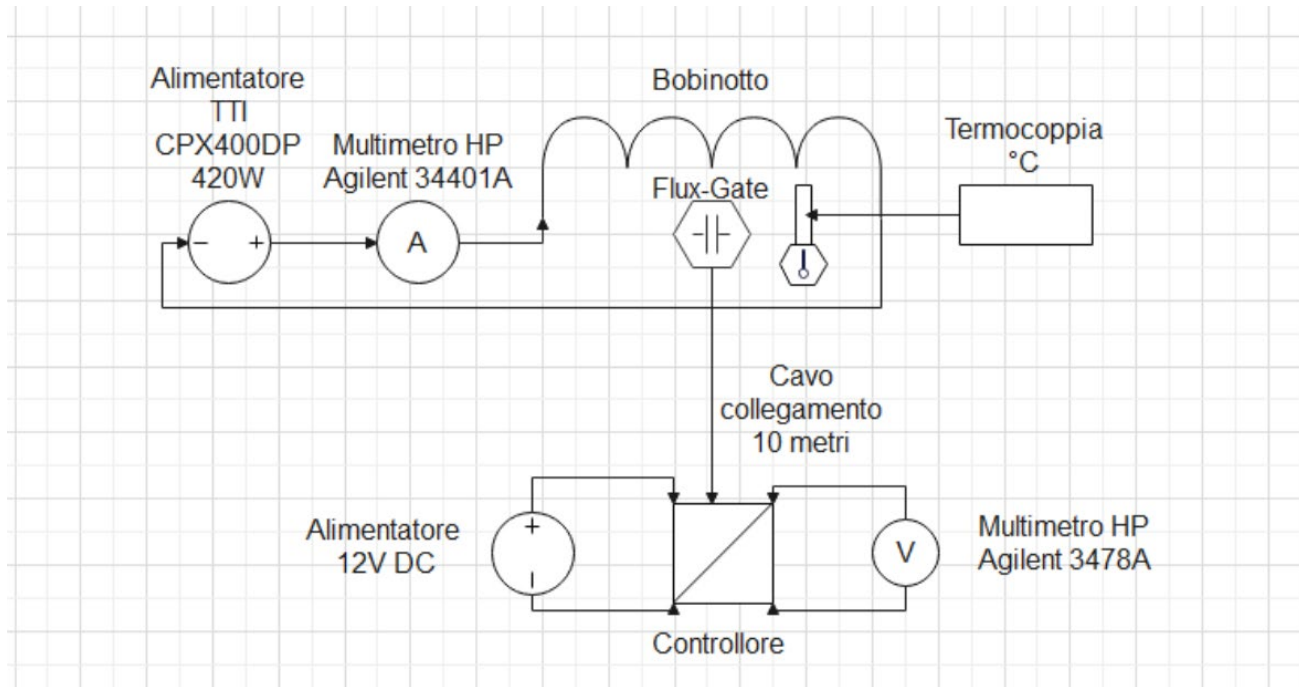 Alimentatore
TTI
CPX400DP
420W
Multimetro HP
Agilent 34401A
Bobinotto
Termocoppia
°C
Flux-Gate
- +
A
Cavo
collegamento
10 metri
Alimentatore
12V DC
+
-
V
Multimetro HP
Agilent 3478A
Controllore